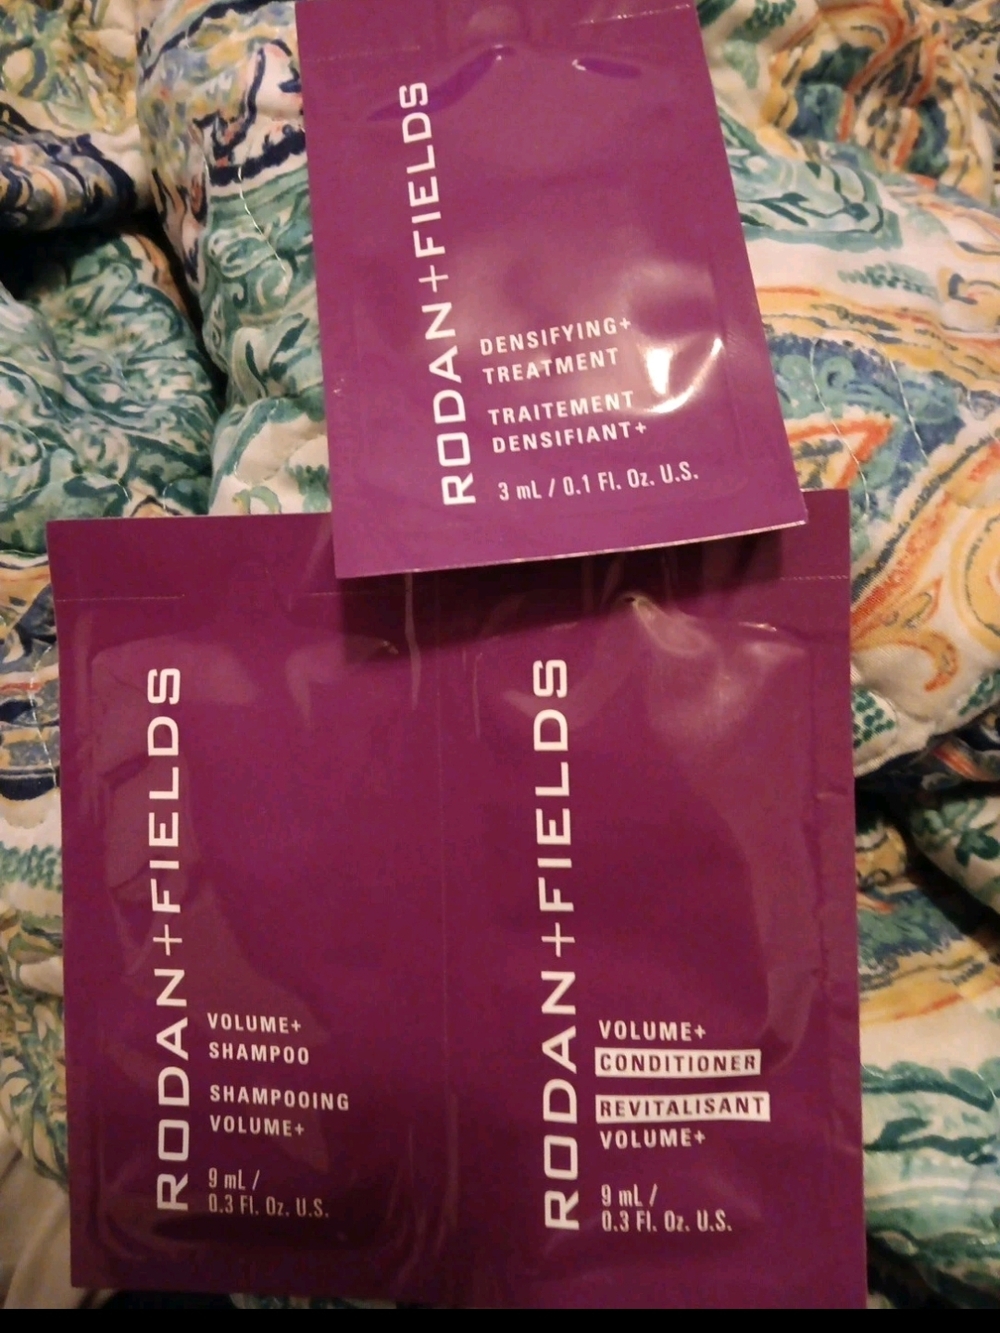 RODAN+FIELDS
DENSIFYING+
TREATMENT
TRAITEMENT
DENSIFIANT+
3 mL / 0.1 Fl. Oz. U.S.
RODAN+FIELDS
VOLUME+
SHAMPOO
SHAMPOOING
VOLUME+
9 mL /
0.3 Fl. Oz. U.S.
RODAN+FIELDS
VOLUME+
CONDITIONER
REVITALISANT
VOLUME+
9 mL /
0.3 Fl. Oz. U.S.